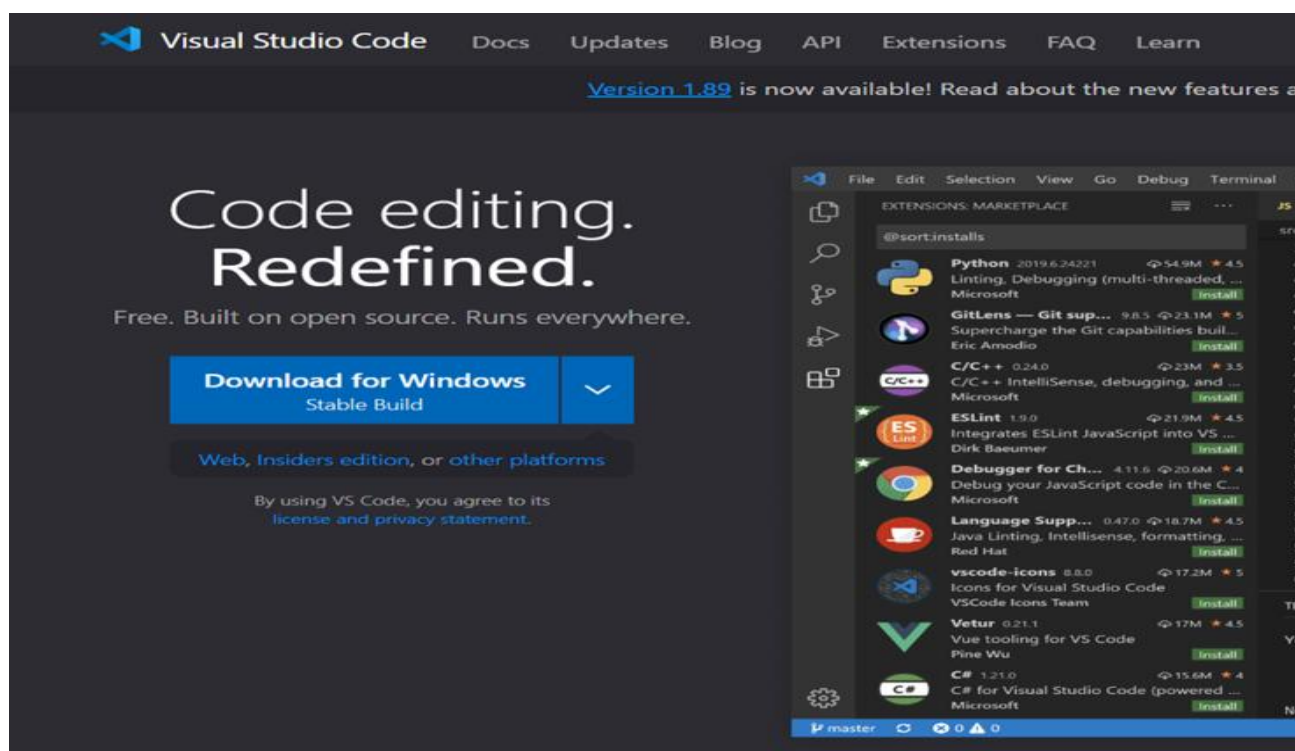 Visual Studio Code Docs Updates Blog API Extensions FAQ Learn
Version 1.89 is now available! Read about the new features a
Code editing.
Redefined.
Free. Built on open source. Runs everywhere.
Download for Windows
Stable Build
Web, Insiders edition, or other platforms
By using VS Code, you agree to its
license and privacy statement.
File Edit Selection View Go Debug Terminal
EXTENSIONS: MARKETPLACE ...
JS
@sort:installs
Python 2019.6.24221 54.9M ★ 4.5
Linting, Debugging (multi-threaded, ...
Microsoft Install
GitLens — Git sup... 9.8.5 23.1M ★ 5
Supercharge the Git capabilities buil...
Eric Amodio Install
C/C++ 0.24.0 23M ★ 3.5
C/C++ C/C++ IntelliSense, debugging, and ...
Microsoft Install
ESLint 1.9.0 21.9M ★ 4.5
ES Lint Integrates ESLint JavaScript into VS ...
Dirk Baeumer Install
Debugger for Ch... 4.11.6 20.6M ★ 4
Debug your JavaScript code in the C...
Microsoft Install
Language Supp... 0.47.0 18.7M ★ 4.5
Java Linting, Intellisense, formatting, ...
Red Hat Install
vscode-icons 8.8.0 17.2M ★ 5
Icons for Visual Studio Code
VSCode Icons Team Install
Vetur 0.21.1 17M ★ 4.5
Vue tooling for VS Code
Pine Wu Install
C# 1.21.0 15.6M ★ 4
C# C# for Visual Studio Code (powered ...
Microsoft Install
master 0 0